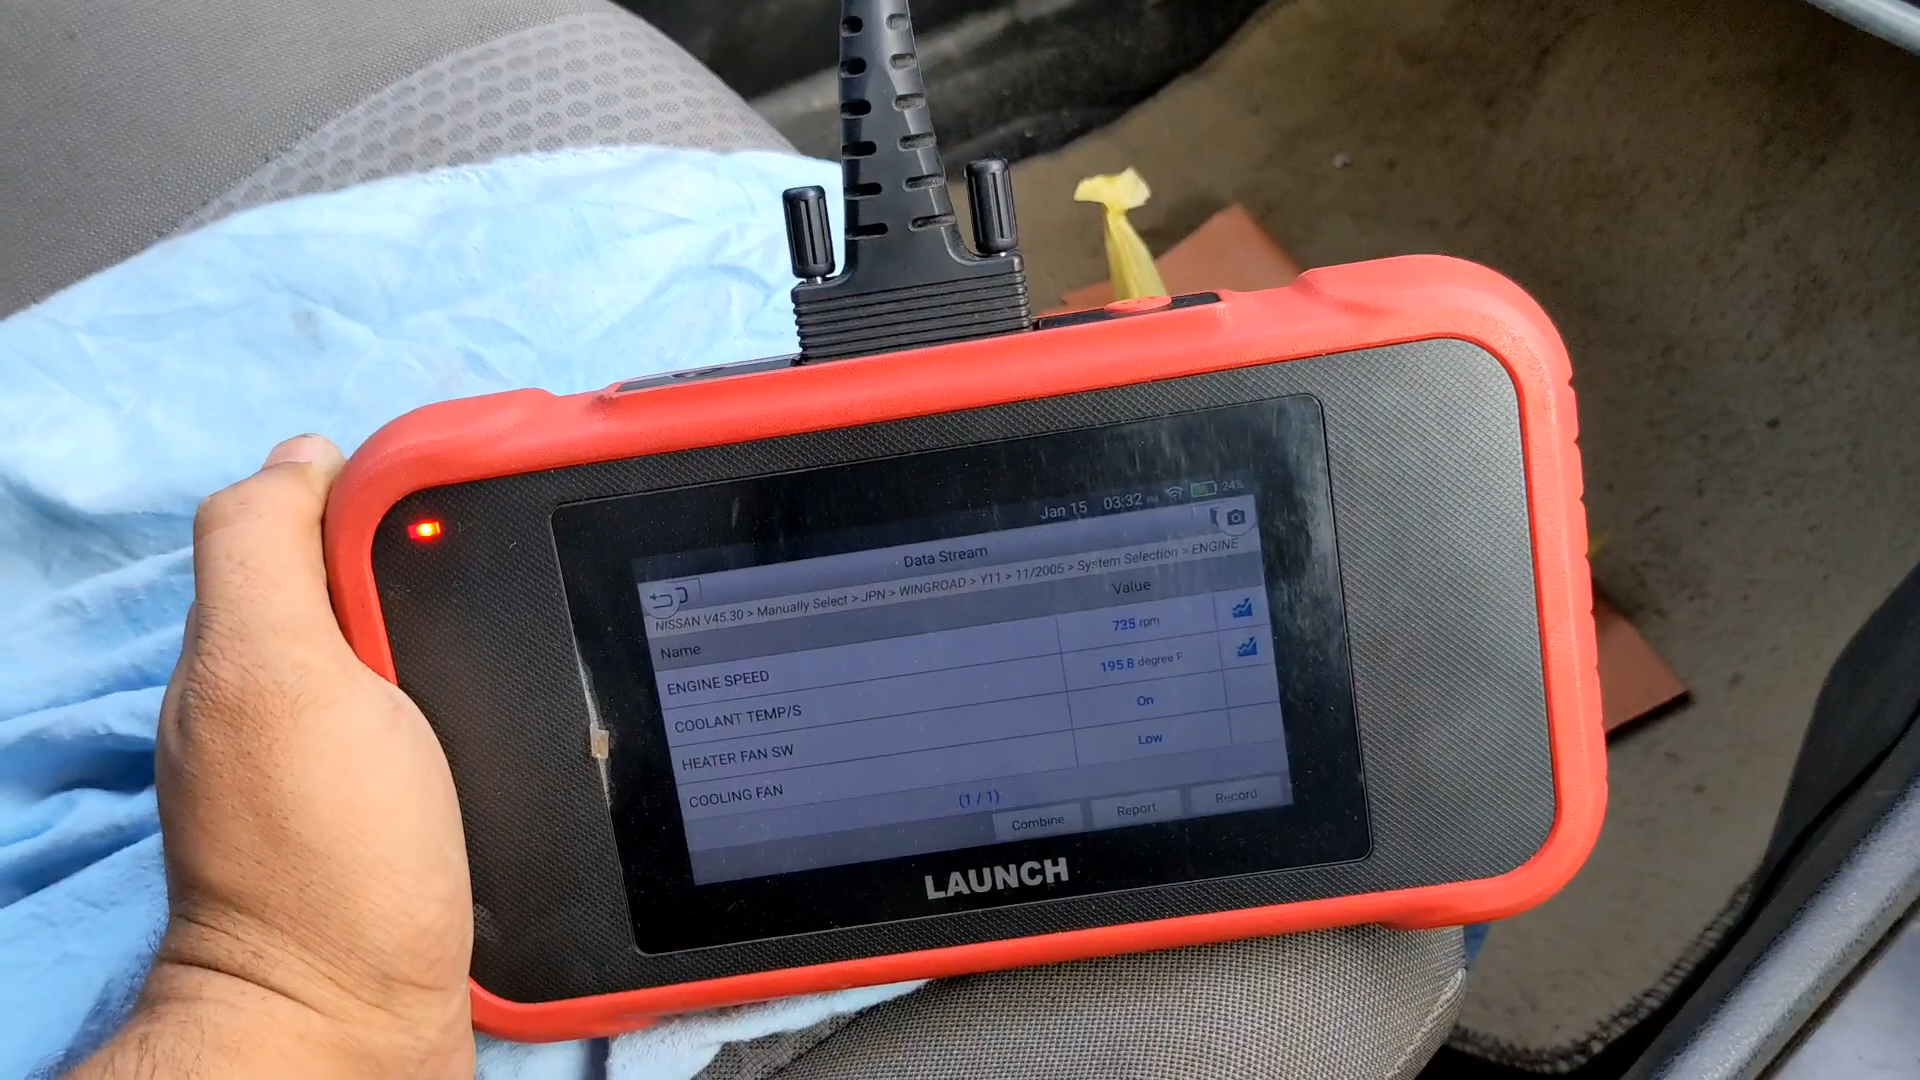 Jan 15 03:32 PM 24%
Data Stream
NISSAN V45.30 > Manually Select > JPN > WINGROAD > Y11 > 11/2005 > System Selection > ENGINE
Name Value
ENGINE SPEED rpm
COOLANT TEMP/S 195.8 degree F
HEATER FAN SW On
COOLING FAN Low
(1 / 1)
Combine Report Record
LAUNCH